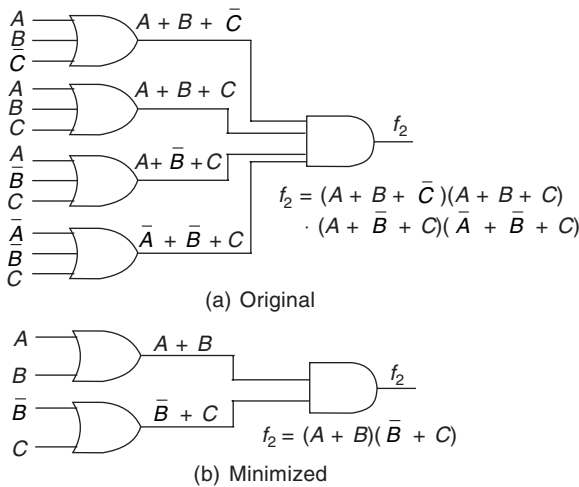 A
B
C̄
A + B + C̄
A
B
C
A + B + C
A
B̄
C
A+ B̄ +C
Ā
B̄
C
Ā + B̄ + C
f₂
f₂ = (A + B + C̄ )(A + B + C)
· (A + B̄ + C)( Ā + B̄ + C)
(a) Original
A
B
A + B
B̄
C
B̄ + C
f₂
f₂ = (A + B)( B̄ + C)
(b) Minimized